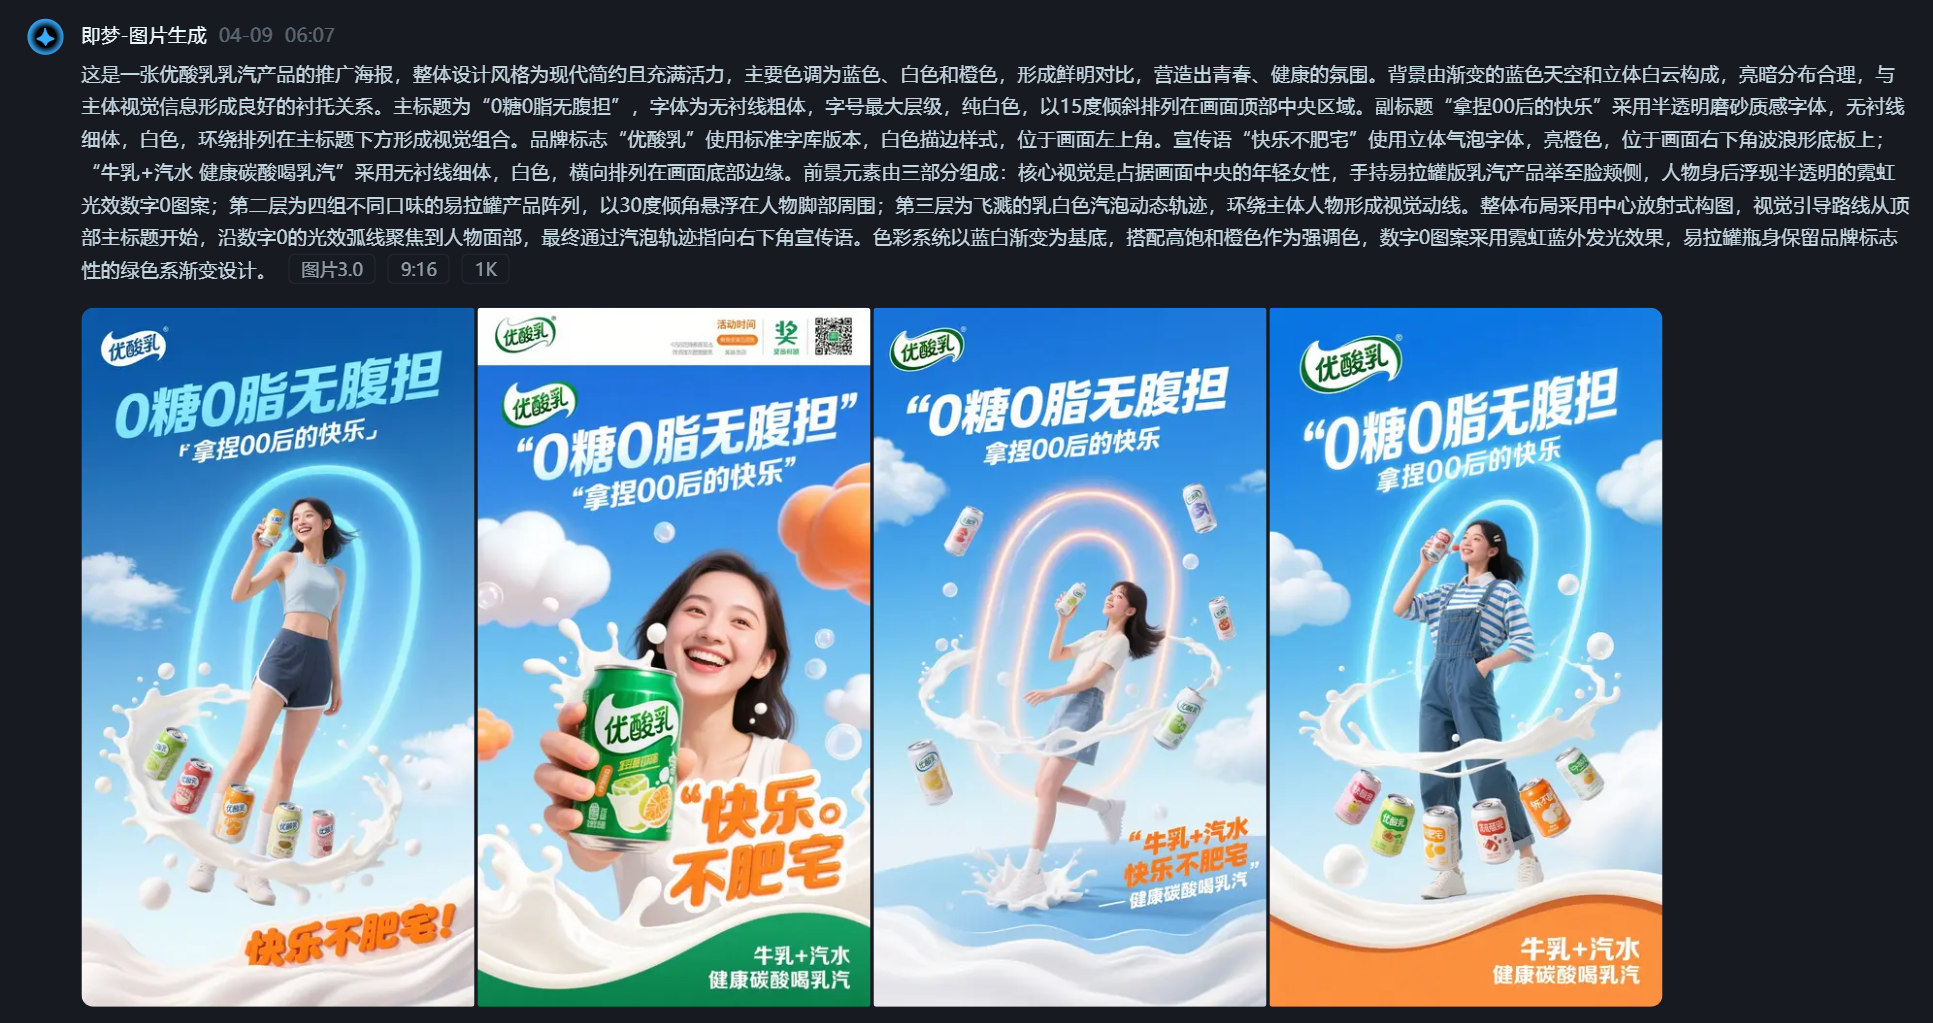 即梦-图片生成 04-09 06:07
这是一张优酸乳乳汽产品的推广海报，整体设计风格为现代简约且充满活力，主要色调为蓝色、白色和橙色，形成鲜明对比，营造出青春、健康的氛围。背景由渐变的蓝色天空和立体白云构成，亮暗分布合理，与
主体视觉信息形成良好的衬托关系。主标题为“0糖0脂无腹担”，字体为无衬线粗体，字号最大层级，纯白色，以15度倾斜排列在画面顶部中央区域。副标题“拿捏00后的快乐”采用半透明磨砂质感字体，无衬线
细体，白色，环绕排列在主标题下方形成视觉组合。品牌标志“优酸乳”使用标准字库版本，白色描边样式，位于画面左上角。宣传语“快乐不肥宅”使用立体气泡字体，亮橙色，位于画面右下角波浪形底板上；
“牛乳+汽水 健康碳酸喝乳汽”采用无衬线细体，白色，横向排列在画面底部边缘。前景元素由三部分组成：核心视觉是占据画面中央的年轻女性，手持易拉罐版乳汽产品举至脸颊侧，人物身后浮现半透明的霓虹
光效数字0图案；第二层为四组不同口味的易拉罐产品阵列，以30度倾角悬浮在人物脚部周围；第三层为飞溅的乳白色汽泡动态轨迹，环绕主体人物形成视觉动线。整体布局采用中心放射式构图，视觉引导路线从顶
部主标题开始，沿数字0的光效弧线聚焦到人物面部，最终通过汽泡轨迹指向右下角宣传语。色彩系统以蓝白渐变为基底，搭配高饱和橙色作为强调色，数字0图案采用霓虹蓝外发光效果，易拉罐瓶身保留品牌标志
性的绿色系渐变设计。 图片3.0 9:16 1K
优酸乳
0糖0脂无腹担
「拿捏00后的快乐」
快乐不肥宅！
优酸乳
活动时间
奖
优酸乳
“0糖0脂无腹担”
“拿捏00后的快乐”
优酸乳
“快乐。
不肥宅
牛乳+汽水
健康碳酸喝乳汽
优酸乳
“0糖0脂无腹担
拿捏00后的快乐
“牛乳+汽水
快乐不肥宅”
——健康碳酸喝乳汽
优酸乳
“0糖0脂无腹担
拿捏00后的快乐
优酸乳
牛乳+汽水
健康碳酸喝乳汽